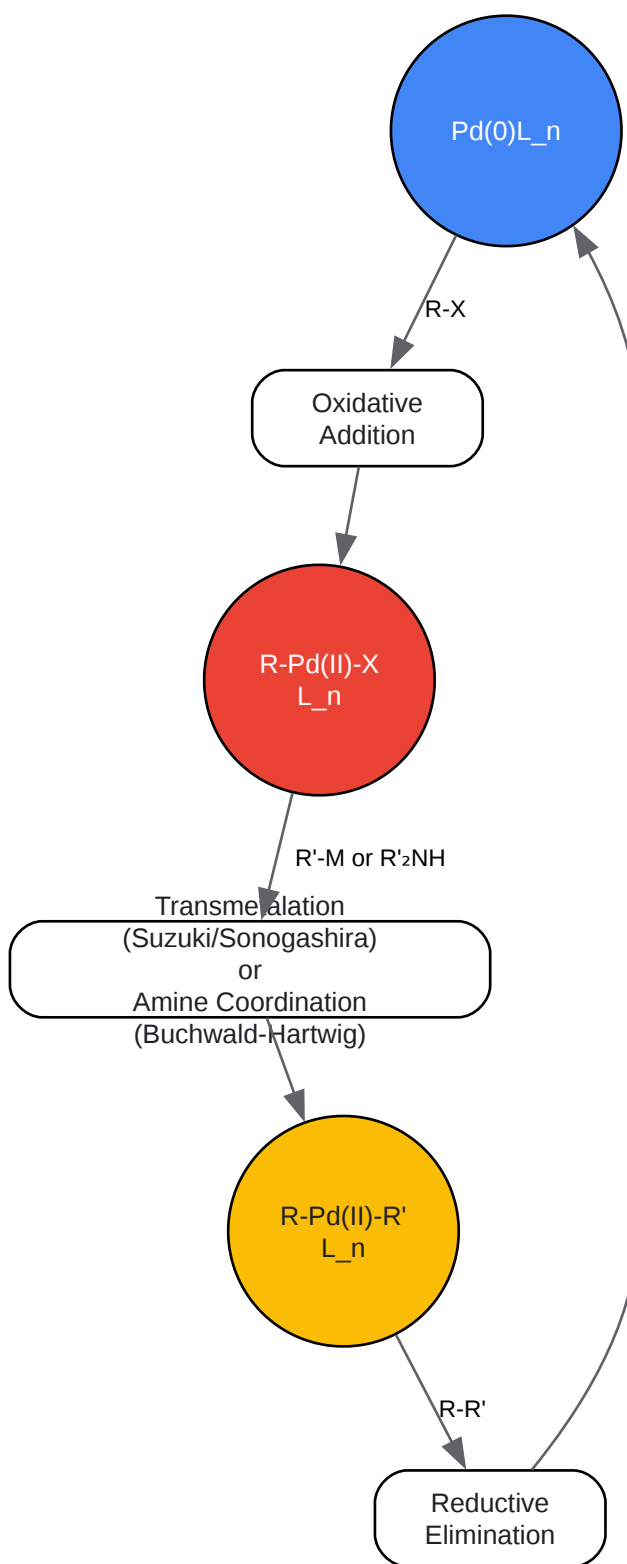 Pd(0)L_n
R-X
Oxidative
Addition
R-Pd(II)-X
L_n
R'-M or R'₂NH
Transmetalation
(Suzuki/Sonogashira)
or
Amine Coordination
(Buchwald-Hartwig)
R-Pd(II)-R'
L_n
R-R'
Reductive
Elimination